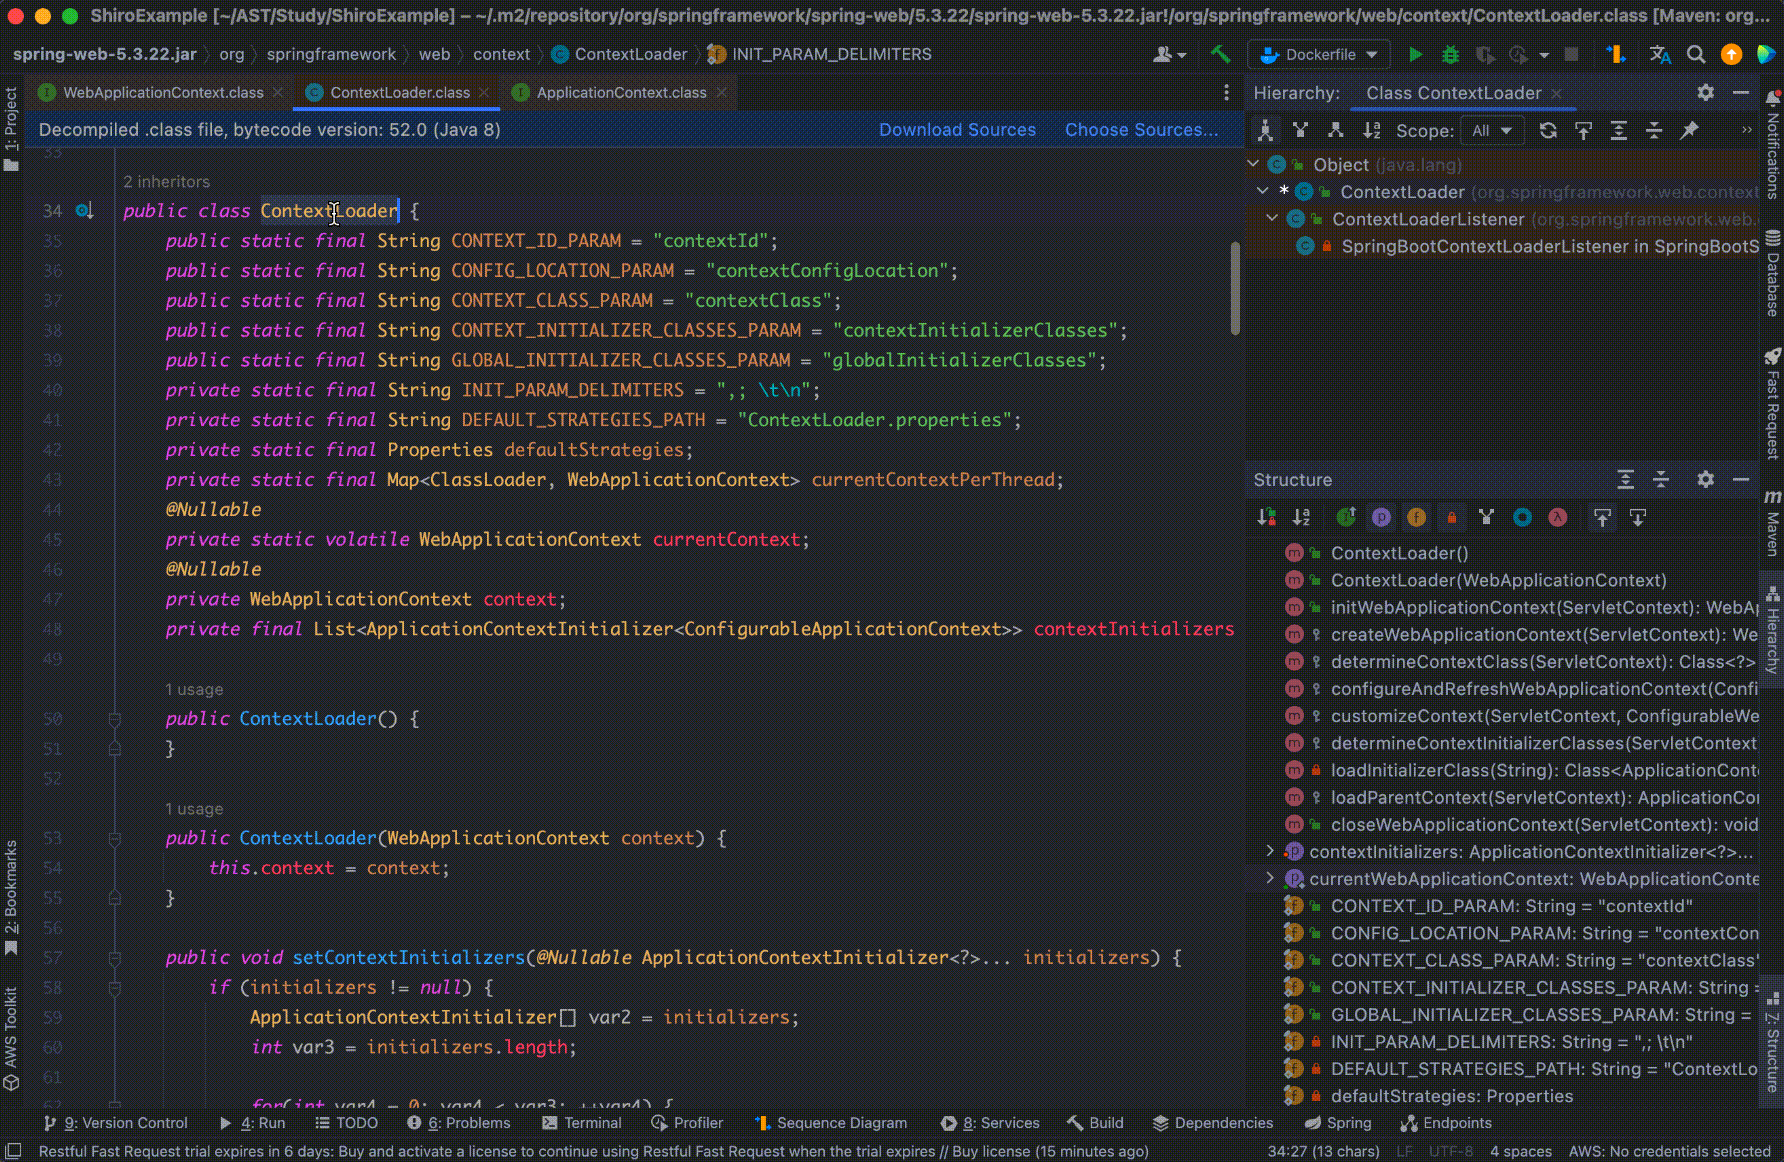 ShiroExample [~/AST/Study/ShiroExample] – ~/.m2/repository/org/springframework/spring-web/5.3.22/spring-web-5.3.22.jar!/org/springframework/web/context/ContextLoader.class [Maven: org...
spring-web-5.3.22.jar org springframework web context ContextLoader INIT_PARAM_DELIMITERS Dockerfile
1: Project
WebApplicationContext.class ContextLoader.class ApplicationContext.class
Decompiled .class file, bytecode version: 52.0 (Java 8) Download Sources Choose Sources...
33
2 inheritors
34 public class ContextLoader {
35 public static final String CONTEXT_ID_PARAM = "contextId";
36 public static final String CONFIG_LOCATION_PARAM = "contextConfigLocation";
37 public static final String CONTEXT_CLASS_PARAM = "contextClass";
38 public static final String CONTEXT_INITIALIZER_CLASSES_PARAM = "contextInitializerClasses";
39 public static final String GLOBAL_INITIALIZER_CLASSES_PARAM = "globalInitializerClasses";
40 private static final String INIT_PARAM_DELIMITERS = ",; \t\n";
41 private static final String DEFAULT_STRATEGIES_PATH = "ContextLoader.properties";
42 private static final Properties defaultStrategies;
43 private static final Map<ClassLoader, WebApplicationContext> currentContextPerThread;
44 @Nullable
45 private static volatile WebApplicationContext currentContext;
46 @Nullable
47 private WebApplicationContext context;
48 private final List<ApplicationContextInitializer<ConfigurableApplicationContext>> contextInitializers
49
1 usage
50 public ContextLoader() {
51 }
52
1 usage
53 public ContextLoader(WebApplicationContext context) {
54 this.context = context;
55 }
56
57 public void setContextInitializers(@Nullable ApplicationContextInitializer<?>... initializers) {
58 if (initializers != null) {
59 ApplicationContextInitializer[] var2 = initializers;
60 int var3 = initializers.length;
61
62 for(int var4 = 0; var4 < var3; ++var4) {
2: Bookmarks
AWS Toolkit
Hierarchy: Class ContextLoader
Scope: All
Object (java.lang)
* ContextLoader (org.springframework.web.context
ContextLoaderListener (org.springframework.web.
SpringBootContextLoaderListener in SpringBootS
Structure
ContextLoader()
ContextLoader(WebApplicationContext)
initWebApplicationContext(ServletContext): WebAp
createWebApplicationContext(ServletContext): We
determineContextClass(ServletContext): Class<?>
configureAndRefreshWebApplicationContext(Confi
customizeContext(ServletContext, ConfigurableWe
determineContextInitializerClasses(ServletContext
loadInitializerClass(String): Class<ApplicationCont
loadParentContext(ServletContext): ApplicationCo
closeWebApplicationContext(ServletContext): void
contextInitializers: ApplicationContextInitializer<?>...
currentWebApplicationContext: WebApplicationConte
CONTEXT_ID_PARAM: String = "contextId"
CONFIG_LOCATION_PARAM: String = "contextCon
CONTEXT_CLASS_PARAM: String = "contextClass"
CONTEXT_INITIALIZER_CLASSES_PARAM: String =
GLOBAL_INITIALIZER_CLASSES_PARAM: String =
INIT_PARAM_DELIMITERS: String = ",; \t\n"
DEFAULT_STRATEGIES_PATH: String = "ContextLo
defaultStrategies: Properties
Notifications
Database
Fast Request
Maven
Hierarchy
7: Structure
9: Version Control 4: Run TODO 6: Problems Terminal Profiler Sequence Diagram 8: Services Build Dependencies Spring Endpoints
Restful Fast Request trial expires in 6 days: Buy and activate a license to continue using Restful Fast Request when the trial expires // Buy license (15 minutes ago) 34:27 (13 chars) LF UTF-8 4 spaces AWS: No credentials selected